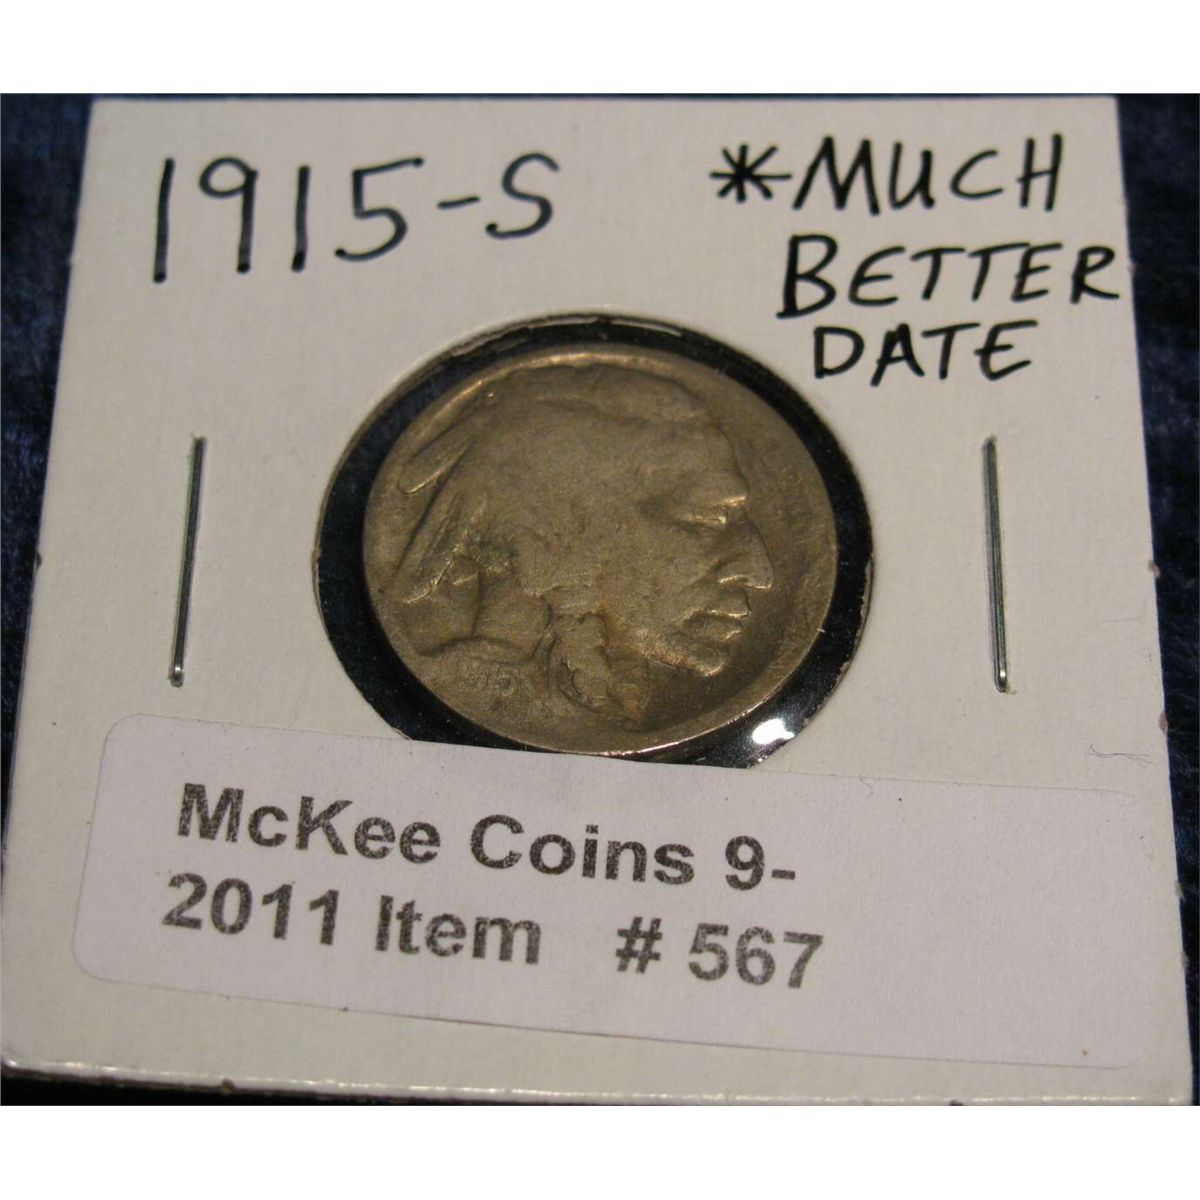 1915-S
*MUCH
BETTER
DATE
McKee Coins 9-
2011 Item # 567